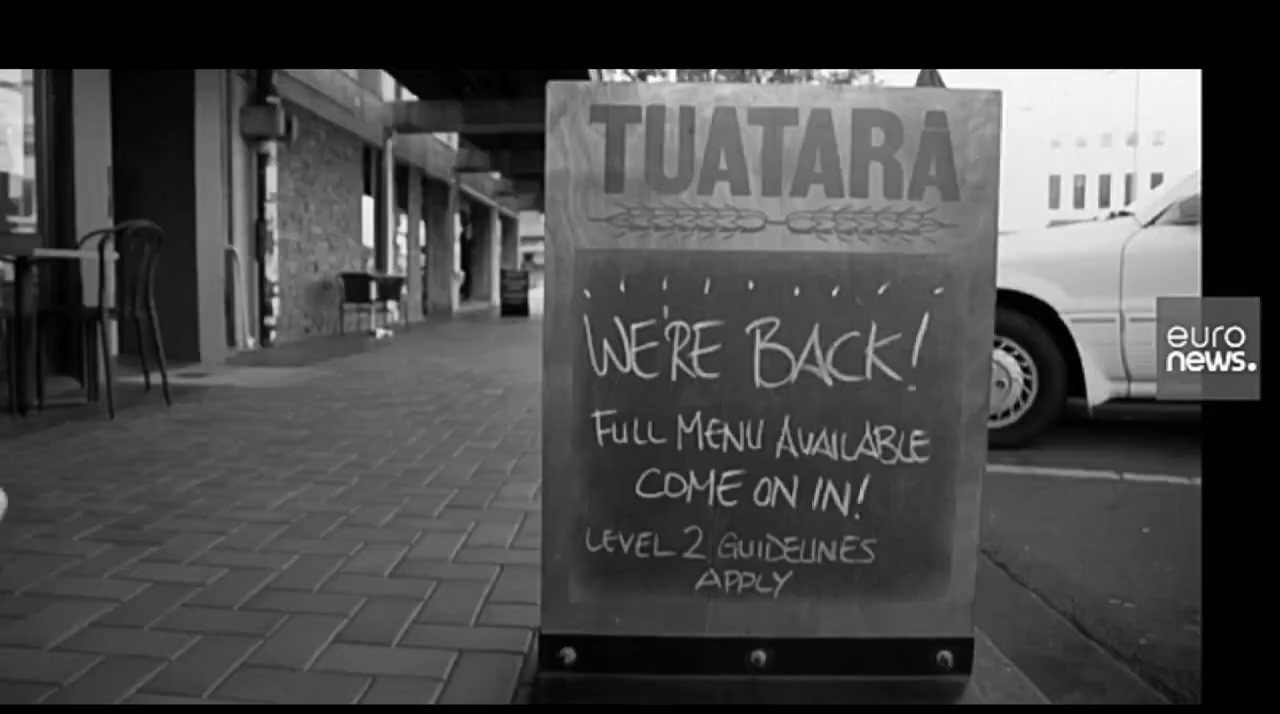 TUATARA
WE'RE BACK!
FULL MENU AVAILABLE
COME ON IN!
LEVEL 2 GUIDELINES
APPLY
euro
news.